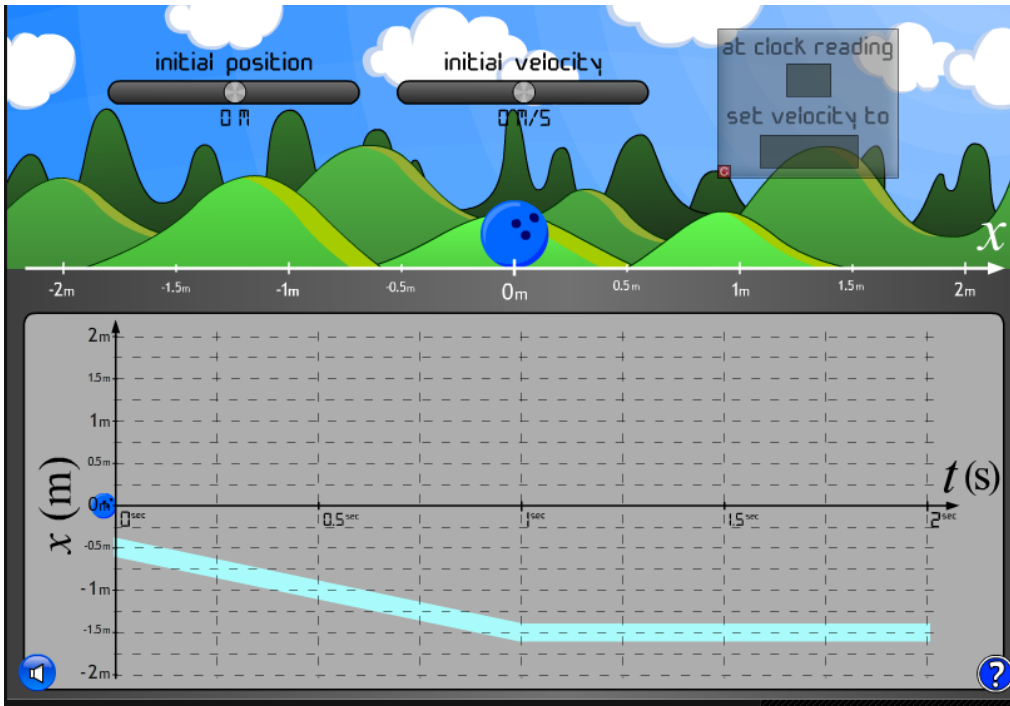 initial position
0 m
initial velocity
0 m/s
at clock reading
set velocity to
x
-2m -1.5m -1m -0.5m 0m 0.5m 1m 1.5m 2m
2m
1.5m
1m
0.5m
0m
-0.5m
-1m
-1.5m
-2m
x (m)
t (s)
0sec 0.5sec 1sec 1.5sec 2sec
?